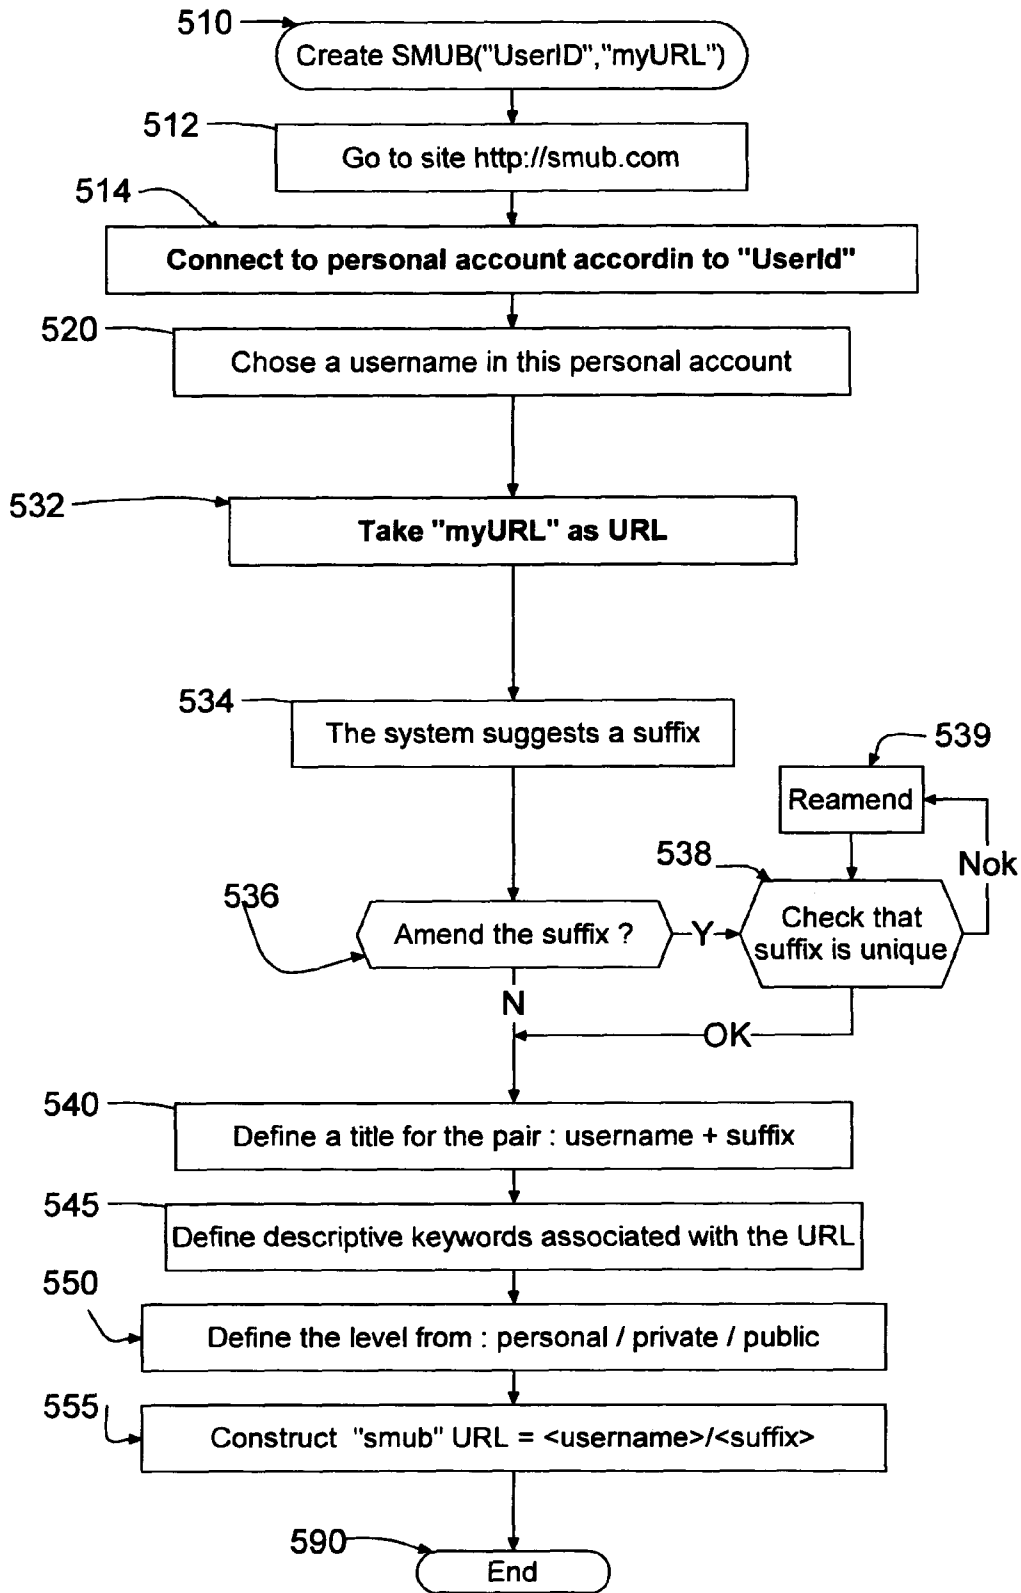 510
Create SMUB("UserID","myURL")
512
Go to site http://smub.com
514
Connect to personal account accordin to "UserId"
520
Chose a username in this personal account
532
Take "myURL" as URL
534
The system suggests a suffix
539
Reamend
538
Nok
536
Amend the suffix ?
Y
Check that
suffix is unique
N
OK
540
Define a title for the pair : username + suffix
545
Define descriptive keywords associated with the URL
550
Define the level from : personal / private / public
555
Construct "smub" URL = <username>/<suffix>
590
End